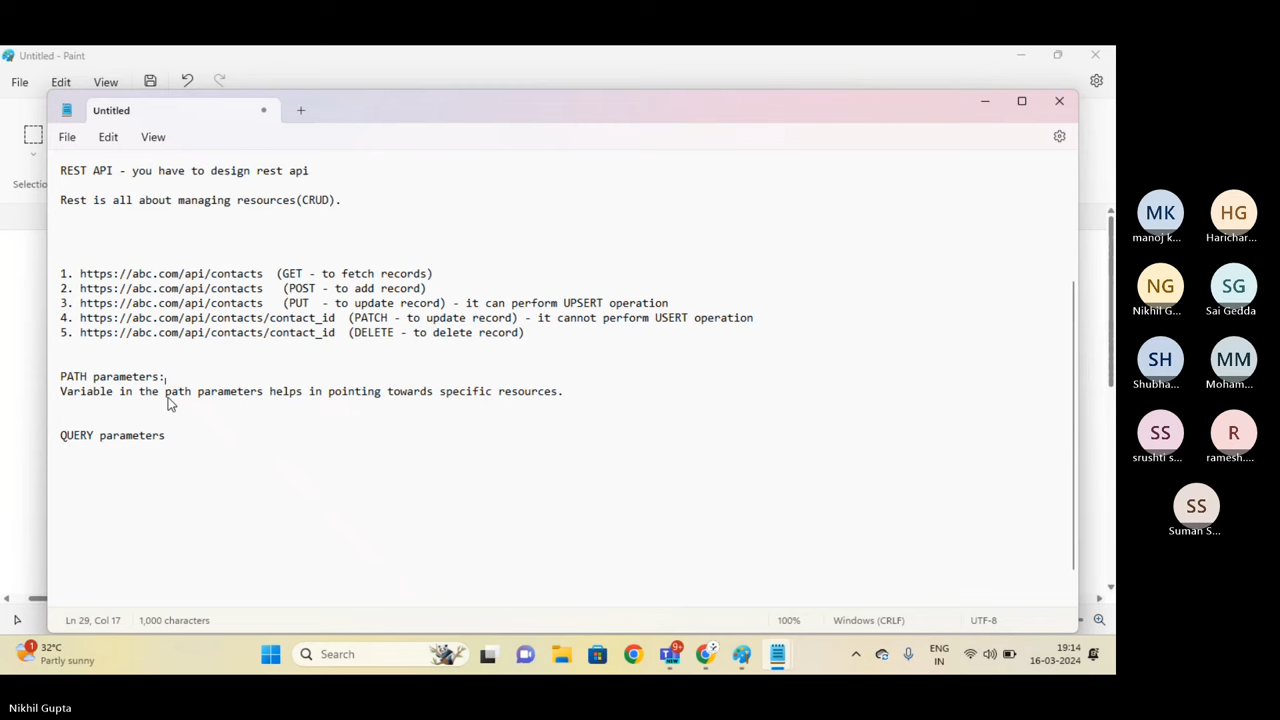 Untitled - Paint
File Edit View
Untitled
File Edit View
Selectio
REST API - you have to design rest api
Rest is all about managing resources(CRUD).
1. https://abc.com/api/contacts (GET - to fetch records)
2. https://abc.com/api/contacts (POST - to add record)
3. https://abc.com/api/contacts (PUT - to update record) - it can perform UPSERT operation
4. https://abc.com/api/contacts/contact_id (PATCH - to update record) - it cannot perform USERT operation
5. https://abc.com/api/contacts/contact_id (DELETE - to delete record)
PATH parameters:
Variable in the path parameters helps in pointing towards specific resources.
QUERY parameters
Ln 29, Col 17 1,000 characters 100% Windows (CRLF) UTF-8
MK HG
manoj k... Harichar...
NG SG
Nikhil G... Sai Gedda
SH MM
Shubha... Moham...
SS R
srushti s... ramesh....
SS
Suman S...
1 32°C
Partly sunny
Search
9+
NEW
ENG
IN
19:14
16-03-2024
Nikhil Gupta